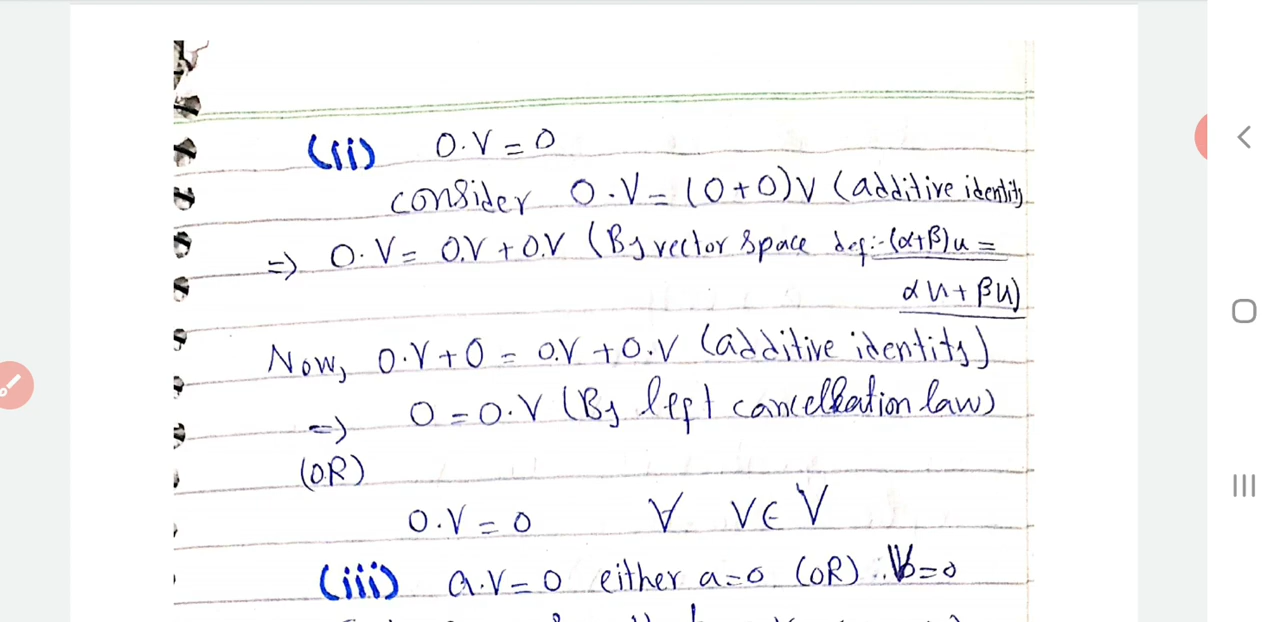 (ii) 0.V = 0
consider 0.V = (0+0)V (additive identity
=> 0.V = 0.V + 0.V (By vector space def:- (α+β)u =
αu + βu)
Now, 0.V + 0 = 0.V + 0.V (additive identity)
=> 0 = 0.V (By left cancellation law)
(OR)
0.V = 0 ∀ V ∈ V
(iii) a.V = 0 either a=0 (OR) V=0